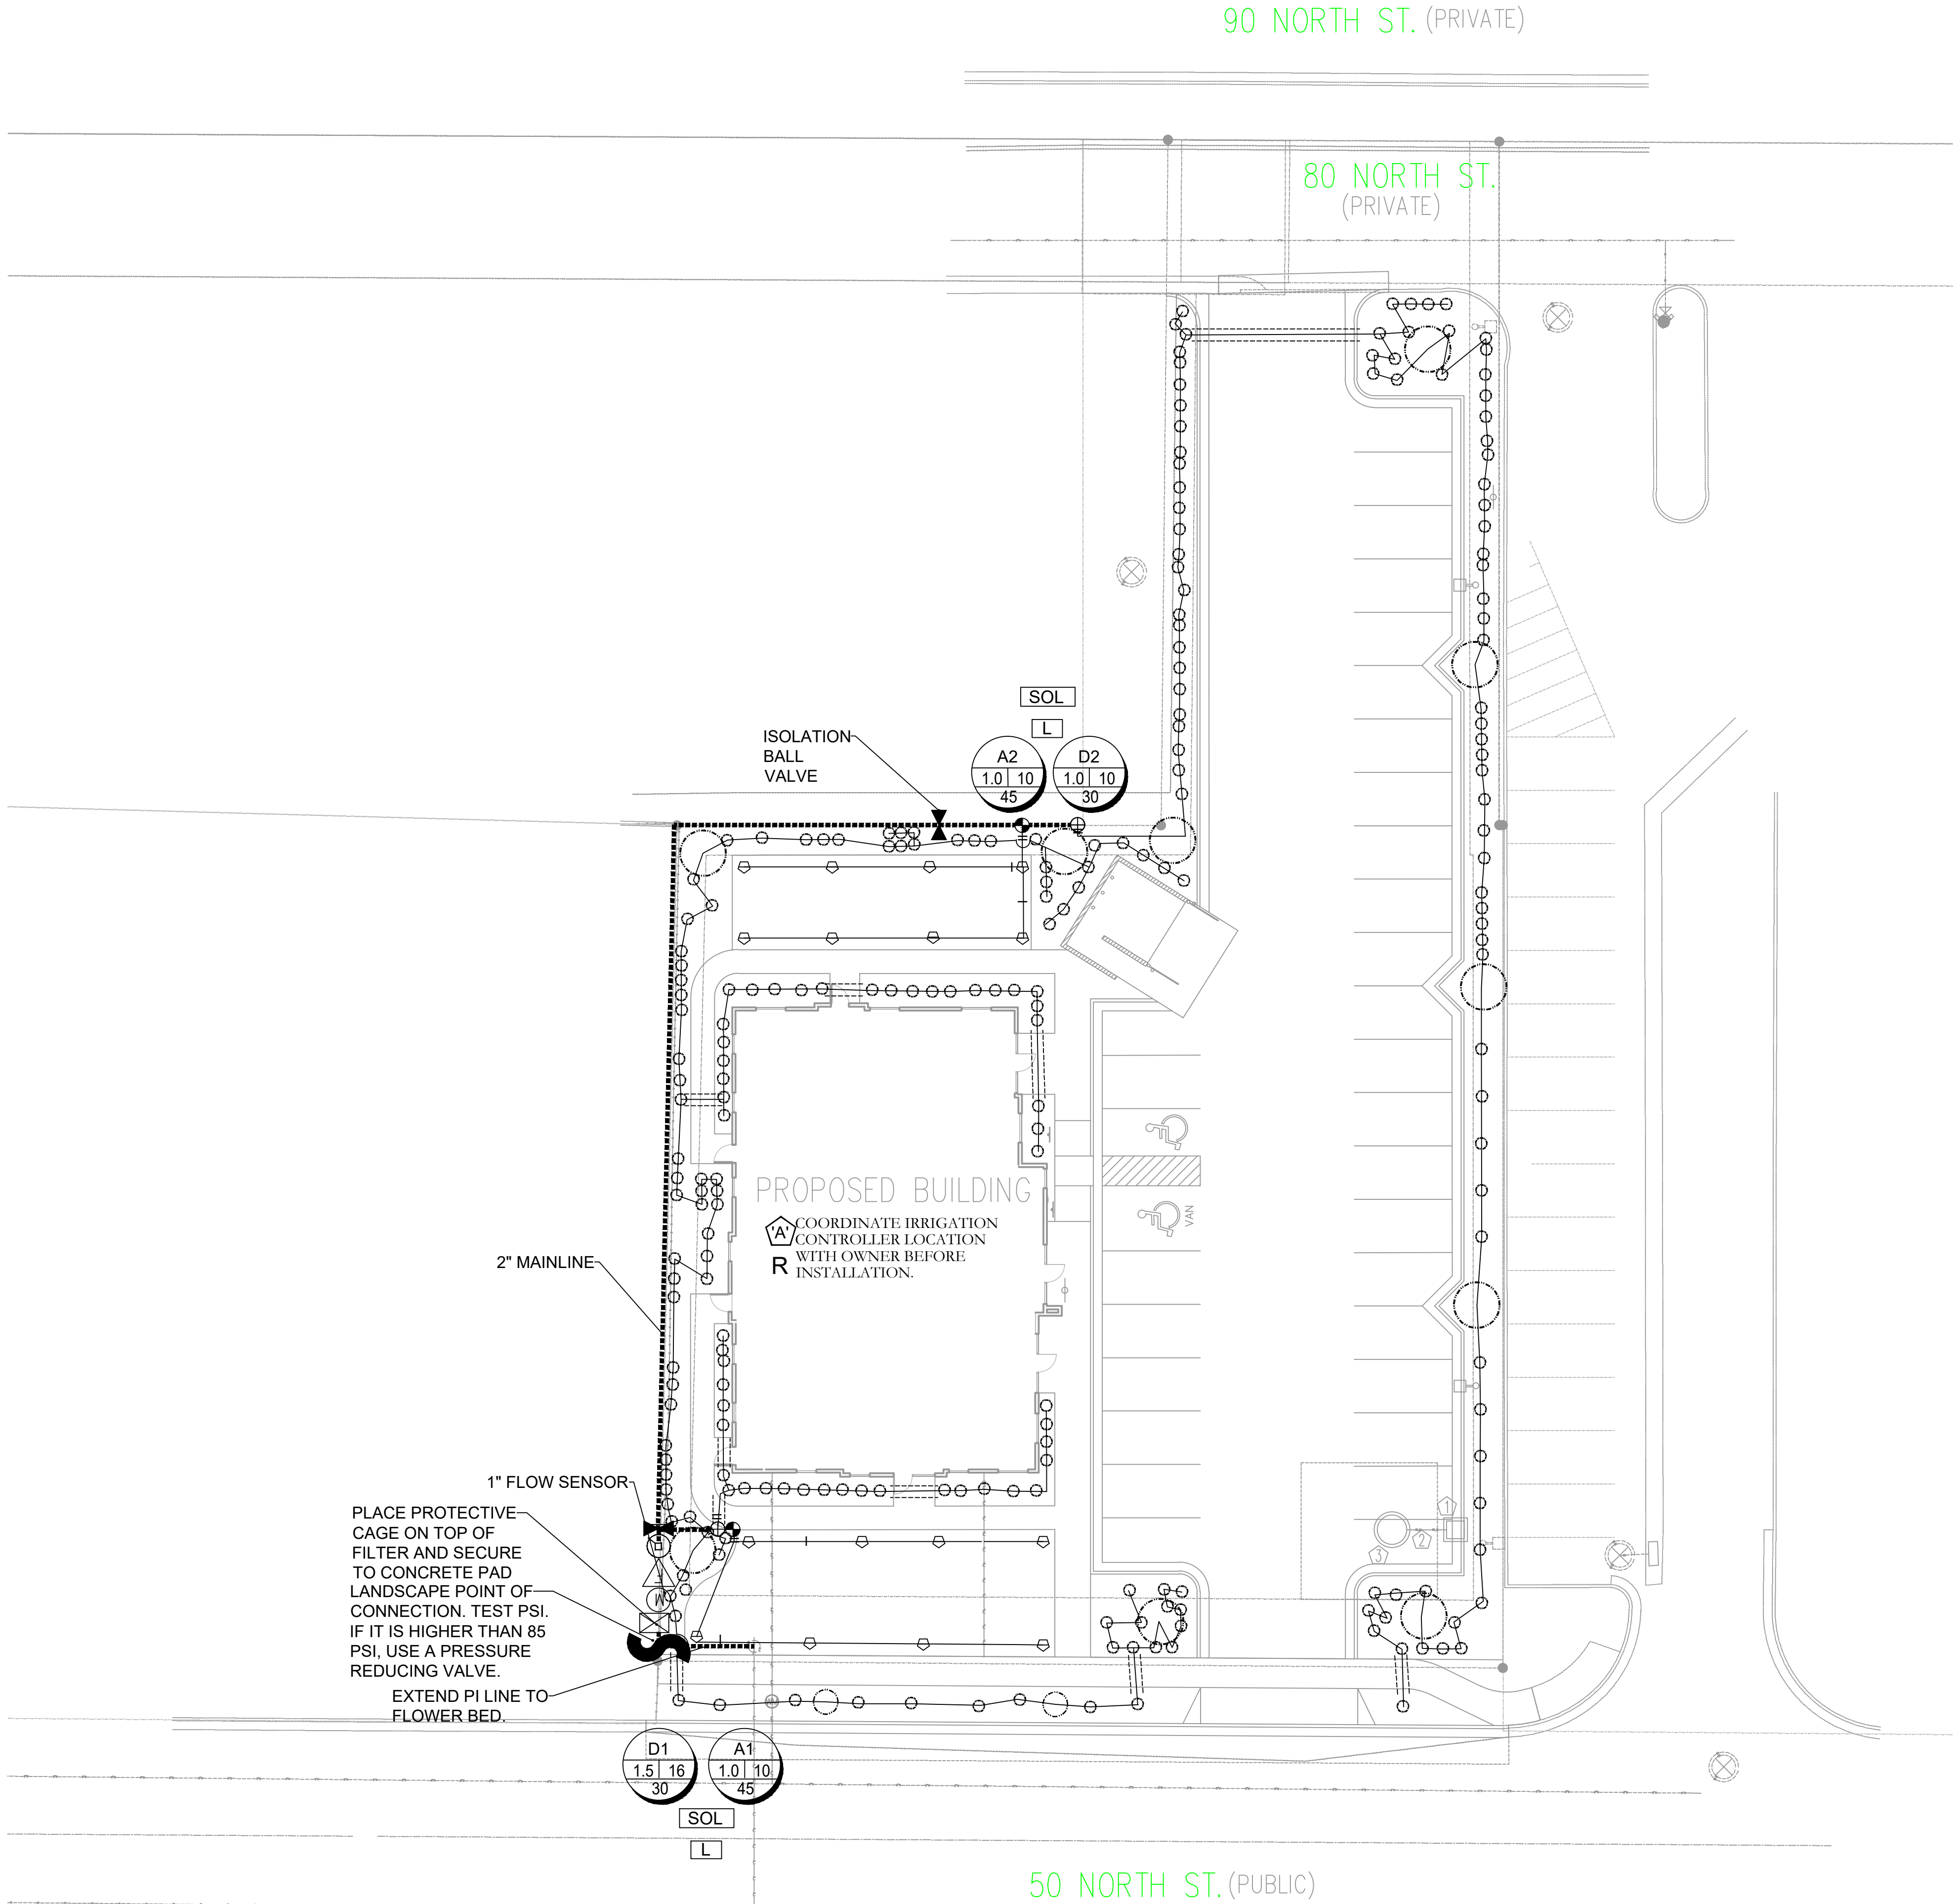 90 NORTH ST. (PRIVATE)
80 NORTH ST.
(PRIVATE)
SOL
L
ISOLATION
BALL
VALVE
A2
1.0 10
45
D2
1.0 10
30
PROPOSED BUILDING
'A'
R
COORDINATE IRRIGATION
CONTROLLER LOCATION
WITH OWNER BEFORE
INSTALLATION.
VAN
2" MAINLINE
1" FLOW SENSOR
PLACE PROTECTIVE
CAGE ON TOP OF
FILTER AND SECURE
TO CONCRETE PAD
LANDSCAPE POINT OF
CONNECTION. TEST PSI.
IF IT IS HIGHER THAN 85
PSI, USE A PRESSURE
REDUCING VALVE.
EXTEND PI LINE TO
FLOWER BED.
M
1
2
3
D1
1.5 16
30
A1
1.0 10
45
SOL
L
50 NORTH ST. (PUBLIC)